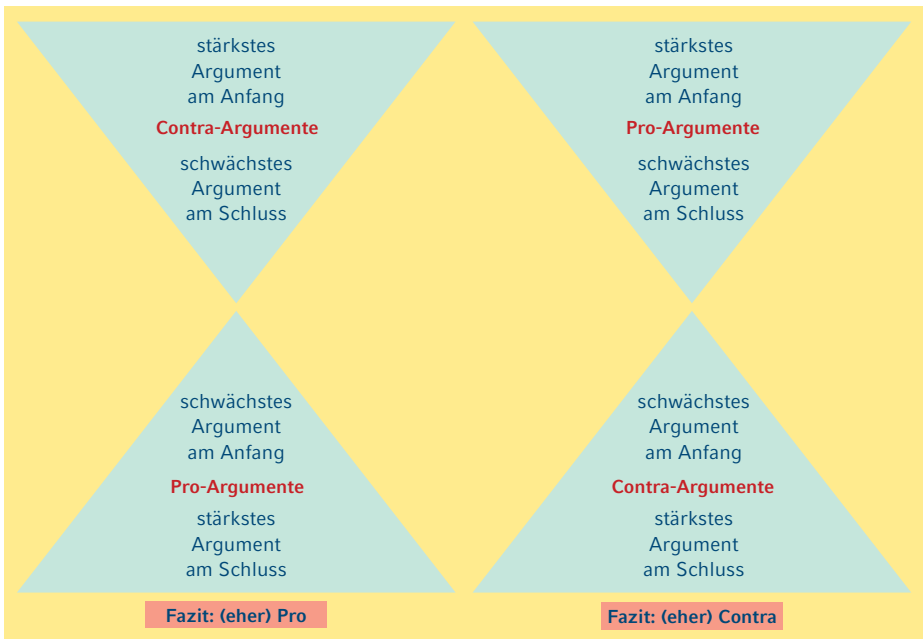 stärkstes
Argument
am Anfang
Contra-Argumente
schwächstes
Argument
am Schluss
schwächstes
Argument
am Anfang
Pro-Argumente
stärkstes
Argument
am Schluss
Fazit: (eher) Pro
stärkstes
Argument
am Anfang
Pro-Argumente
schwächstes
Argument
am Schluss
schwächstes
Argument
am Anfang
Contra-Argumente
stärkstes
Argument
am Schluss
Fazit: (eher) Contra